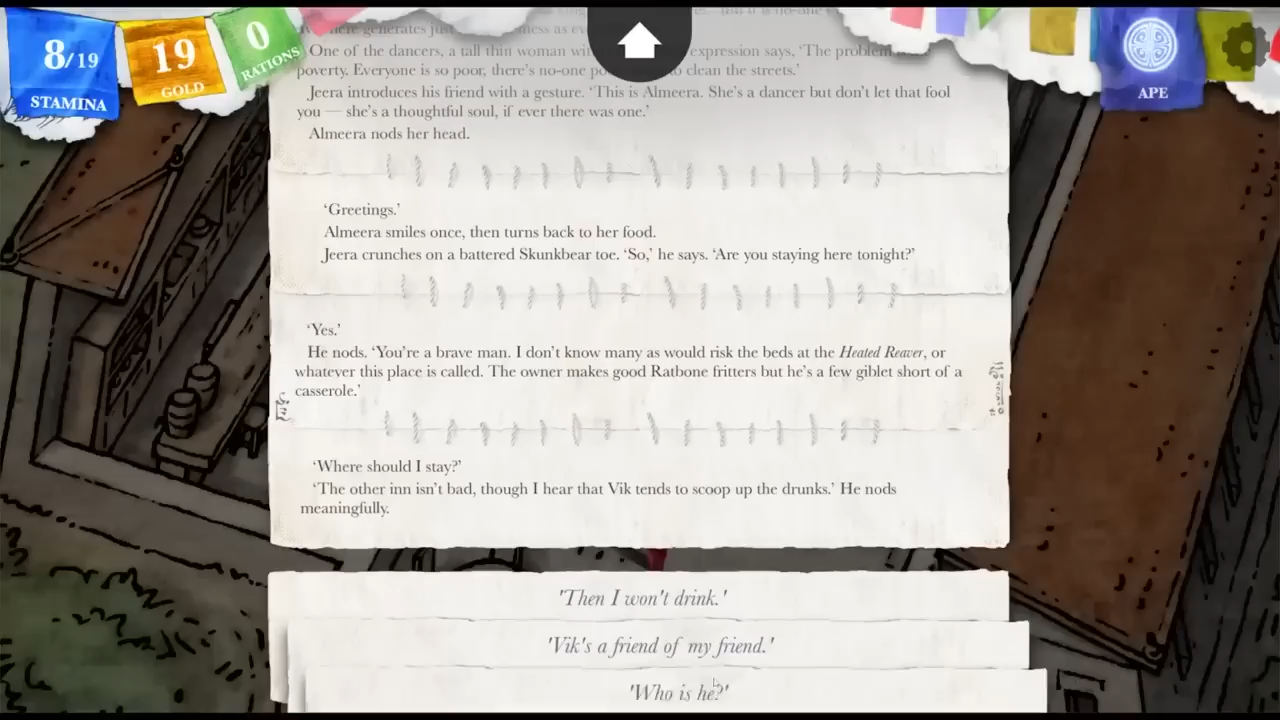 8/19
STAMINA
19
GOLD
0
RATIONS
APE
One of the dancers, a tall thin woman expression says, 'The problem
poverty. Everyone is so poor, there's no-one clean the streets.'
Jeera introduces his friend with a gesture. 'This is Almeera. She's a dancer but don't let that fool
you — she's a thoughtful soul, if ever there was one.'
Almeera nods her head.
'Greetings.'
Almeera smiles once, then turns back to her food.
Jeera crunches on a battered Skunkbear toe. 'So,' he says. 'Are you staying here tonight?'
'Yes.'
He nods. 'You're a brave man. I don't know many as would risk the beds at the Heated Reaver, or
whatever this place is called. The owner makes good Ratbone fritters but he's a few giblet short of a
casserole.'
'Where should I stay?'
'The other inn isn't bad, though I hear that Vik tends to scoop up the drunks.' He nods
meaningfully.
'Then I won't drink.'
'Vik's a friend of my friend.'
'Who is he?'